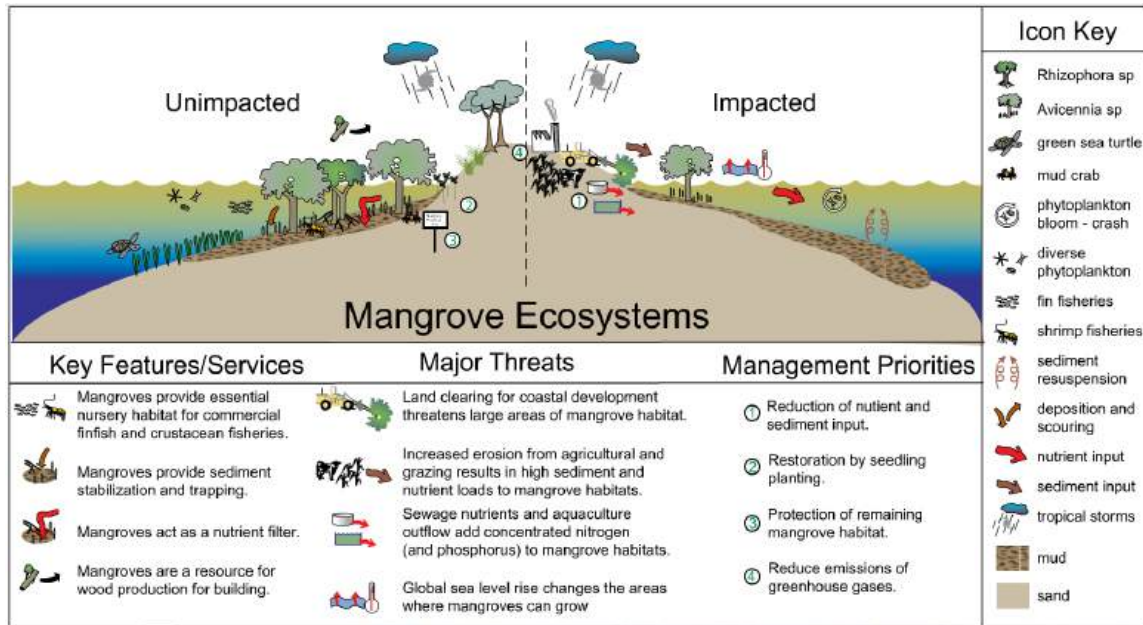 Unimpacted
Impacted
4
1
2
3
Mangrove Ecosystems
Key Features/Services
Mangroves provide essential
nursery habitat for commercial
finfish and crustacean fisheries.
Mangroves provide sediment
stabilization and trapping.
Mangroves act as a nutrient filter.
Mangroves are a resource for
wood production for building.
Major Threats
Land clearing for coastal development
threatens large areas of mangrove habitat.
Increased erosion from agricultural and
grazing results in high sediment and
nutrient loads to mangrove habitats.
Sewage nutrients and aquaculture
outflow add concentrated nitrogen
(and phosphorus) to mangrove habitats.
Global sea level rise changes the areas
where mangroves can grow
Management Priorities
1 Reduction of nutient and
sediment input.
2 Restoration by seedling
planting.
3 Protection of remaining
mangrove habitat.
4 Reduce emissions of
greenhouse gases.
Icon Key
Rhizophora sp
Avicennia sp
green sea turtle
mud crab
phytoplankton
bloom - crash
diverse
phytoplankton
fin fisheries
shrimp fisheries
sediment
resuspension
deposition and
scouring
nutrient input
sediment input
tropical storms
mud
sand